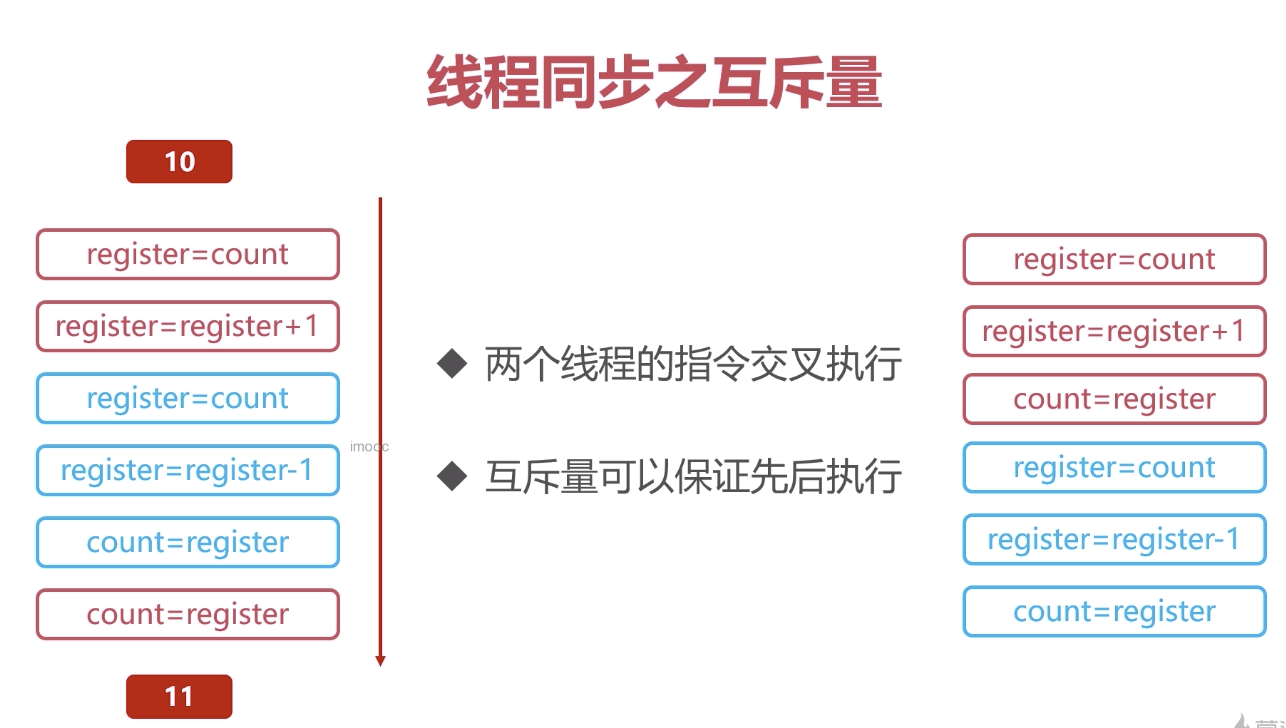 线程同步之互斥量
10
register=count
register=register+1
register=count
register=register-1
count=register
count=register
11
imooc
两个线程的指令交叉执行
互斥量可以保证先后执行
register=count
register=register+1
count=register
register=count
register=register-1
count=register